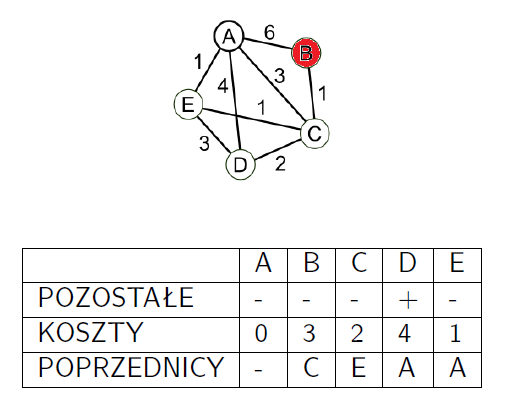 A 6 B
1 4 3 1
E 1
C
3 D 2
A B C D E
POZOSTAŁE - - - + -
KOSZTY 0 3 2 4 1
POPRZEDNICY - C E A A